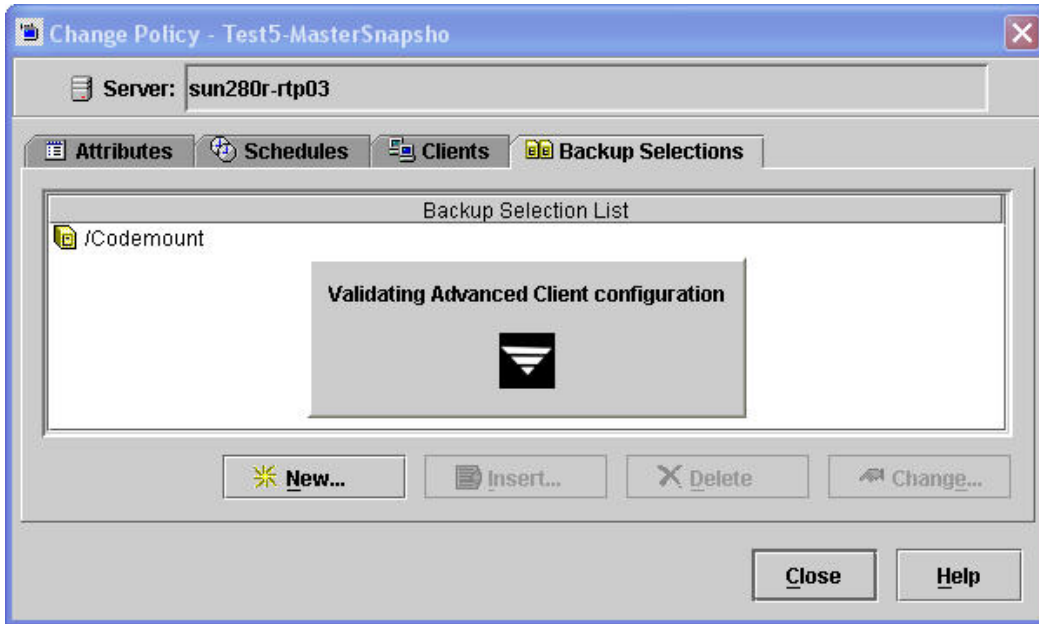 Change Policy - Test5-MasterSnapsho
Server: sun280r-rtp03
Attributes Schedules Clients Backup Selections
Backup Selection List
/Codemount
Validating Advanced Client configuration
New... Insert... Delete Change...
Close Help